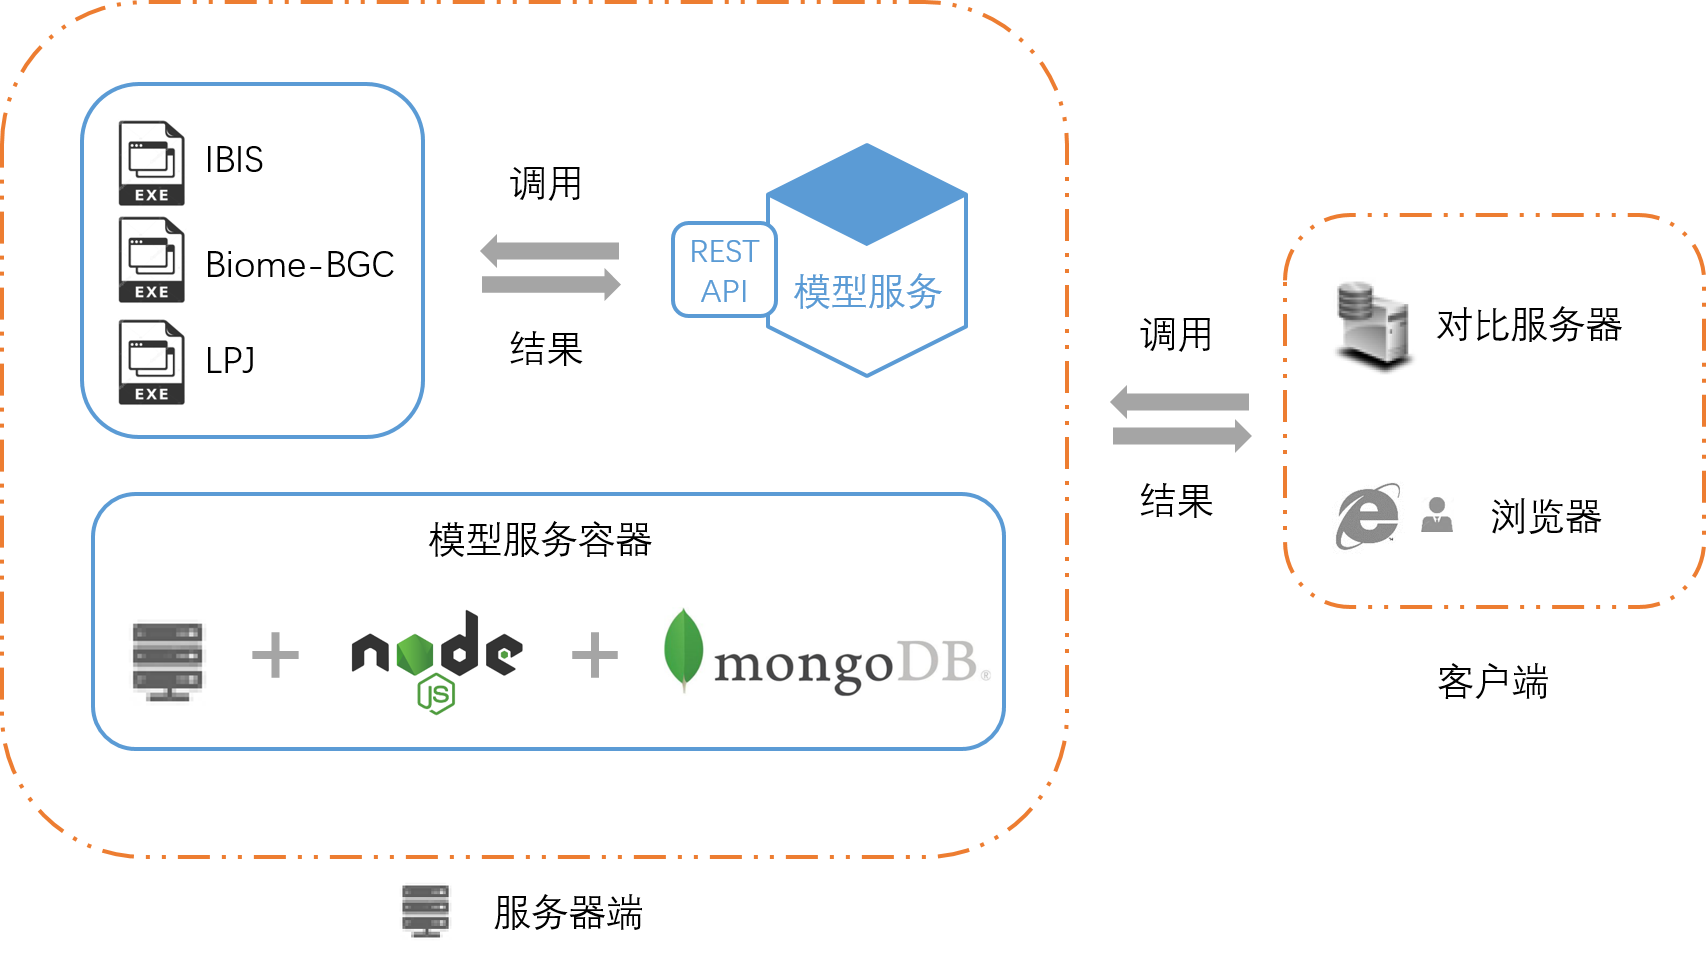 EXE
IBIS
EXE
Biome-BGC
EXE
LPJ
调用
结果
REST
API
模型服务
模型服务容器
node
JS
mongoDB®
服务器端
调用
结果
对比服务器
浏览器
客户端